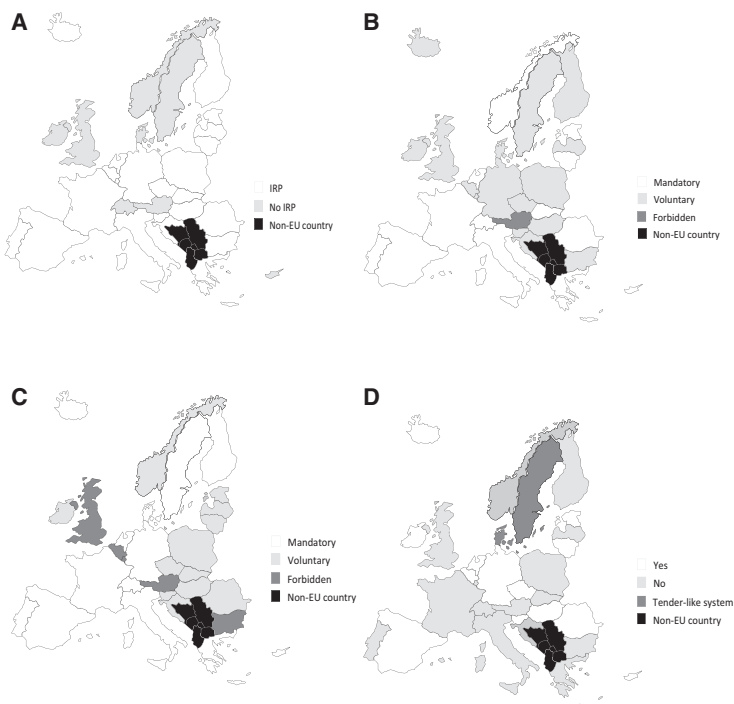 A
IRP
No IRP
Non-EU country
B
Mandatory
Voluntary
Forbidden
Non-EU country
C
Mandatory
Voluntary
Forbidden
Non-EU country
D
Yes
No
Tender-like system
Non-EU country